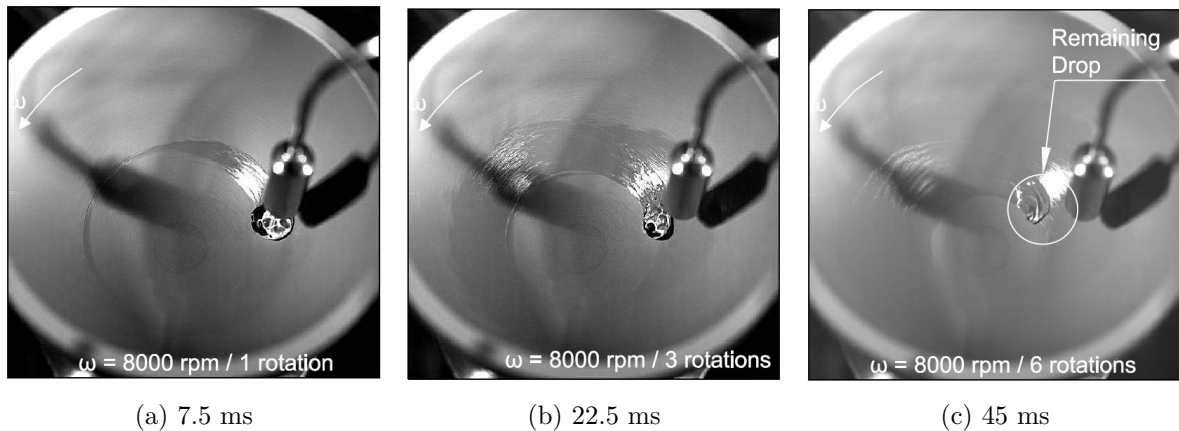 ω
ω = 8000 rpm / 1 rotation
(a) 7.5 ms
ω
ω = 8000 rpm / 3 rotations
(b) 22.5 ms
Remaining
Drop
ω
ω = 8000 rpm / 6 rotations
(c) 45 ms